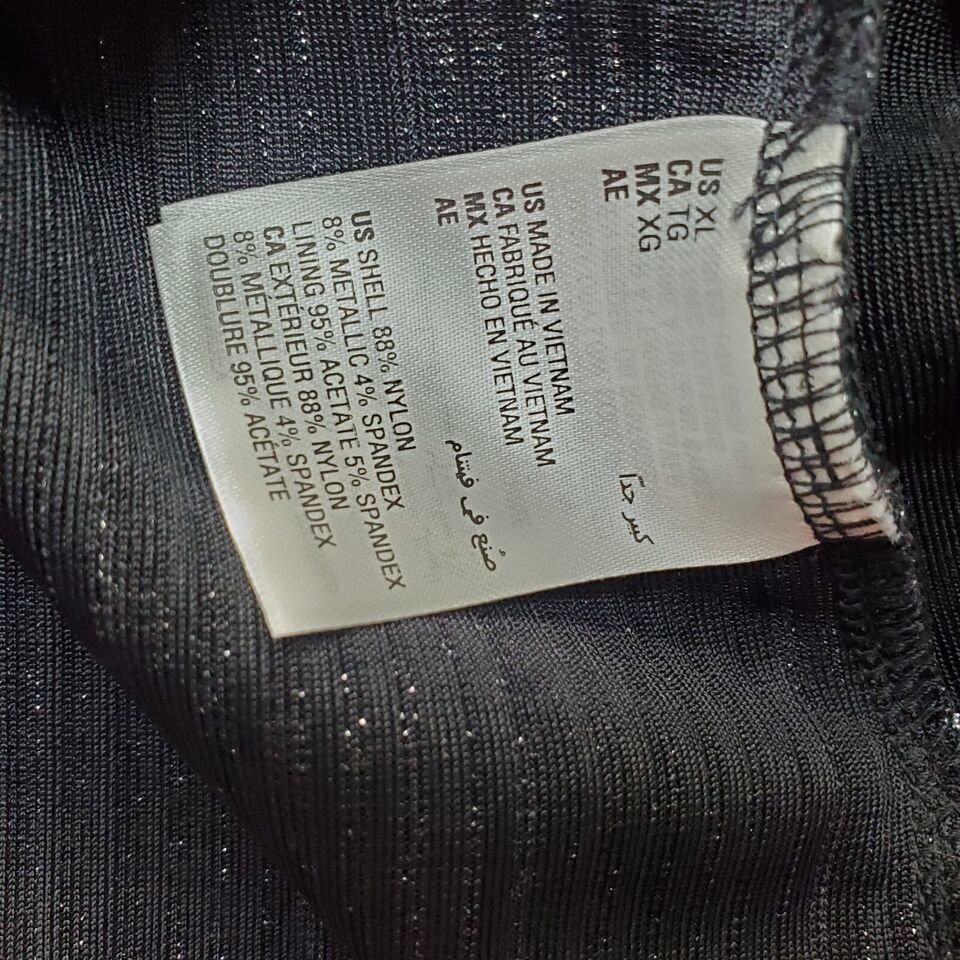 US XL
CA TG
MX XG
AE كبير جدًا
US MADE IN VIETNAM
CA FABRIQUÉ AU VIETNAM
MX HECHO EN VIETNAM
AE صُنع في فيتنام
US SHELL 88% NYLON
8% METALLIC 4% SPANDEX
LINING 95% ACETATE 5% SPANDEX
CA EXTÉRIEUR 88% NYLON
8% MÉTALLIQUE 4% SPANDEX
DOUBLURE 95% ACÉTATE